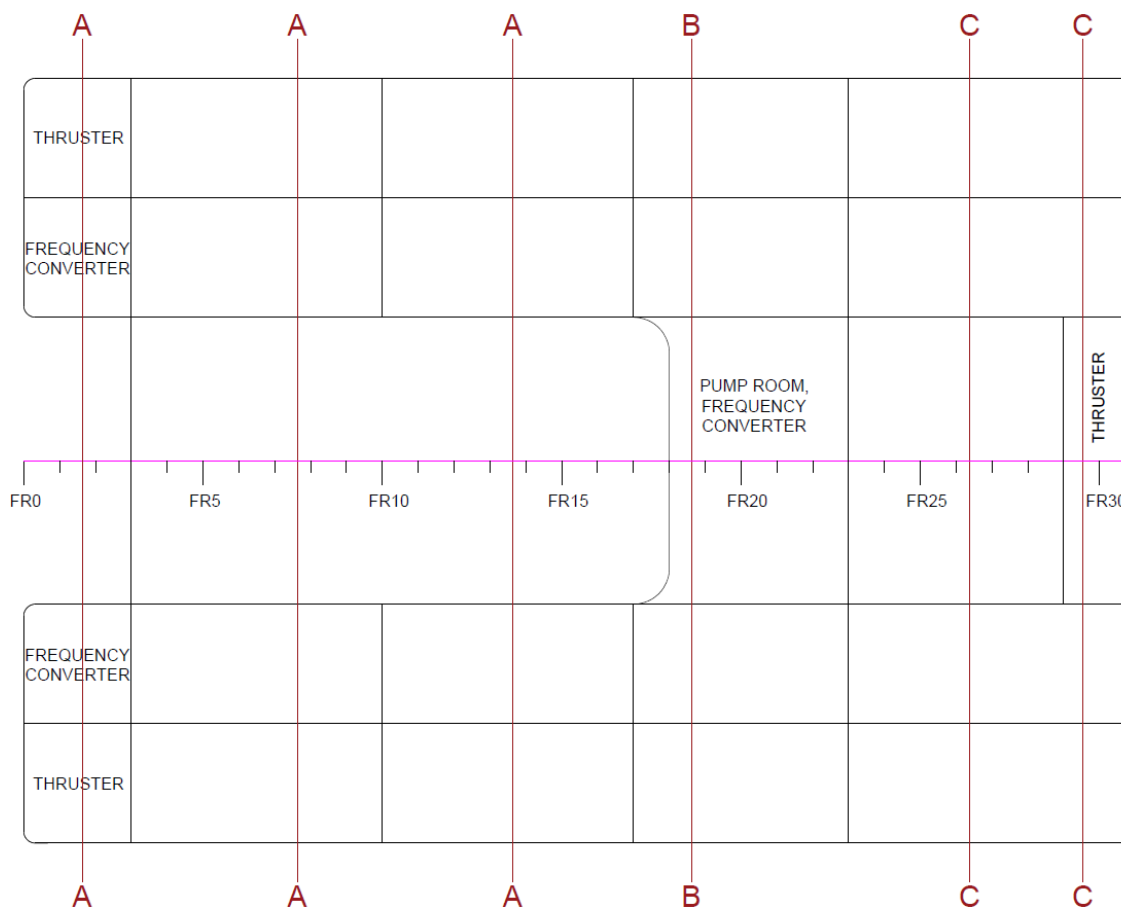 A A A B C C
THRUSTER
FREQUENCY
CONVERTER
PUMP ROOM,
FREQUENCY
CONVERTER
THRUSTER
FR0 FR5 FR10 FR15 FR20 FR25 FR30
FREQUENCY
CONVERTER
THRUSTER
A A A B C C